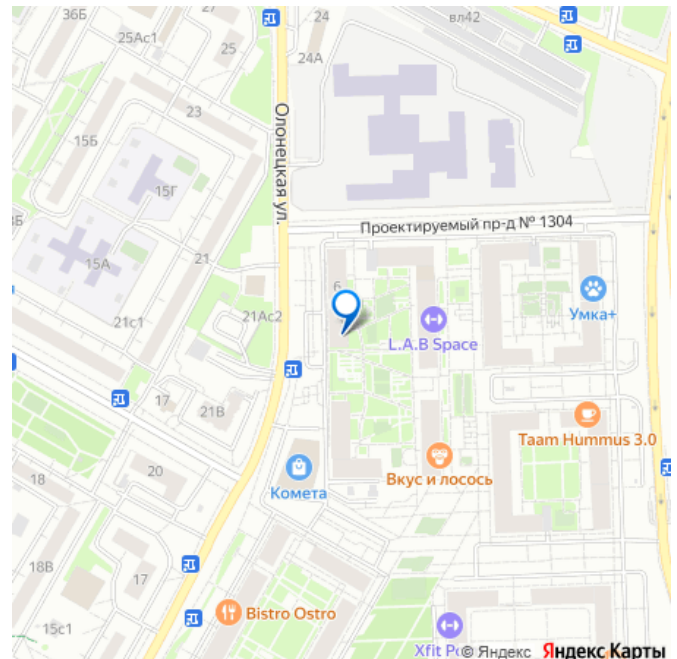 36Б
24
вл42
25Ас1
25
24А
23
15Б
Олонецкая ул.
15Г
Проектируемый пр-д № 1304
15А
21
6
Умка+
21с1
21Ас2
L.A.B Space
17
21В
Taam Hummus 3.0
Вкус и лосось
18
20
Комета
18В
17
Bistro Ostro
15с1
Xfit Ро
© Яндекс Яндекс Карты